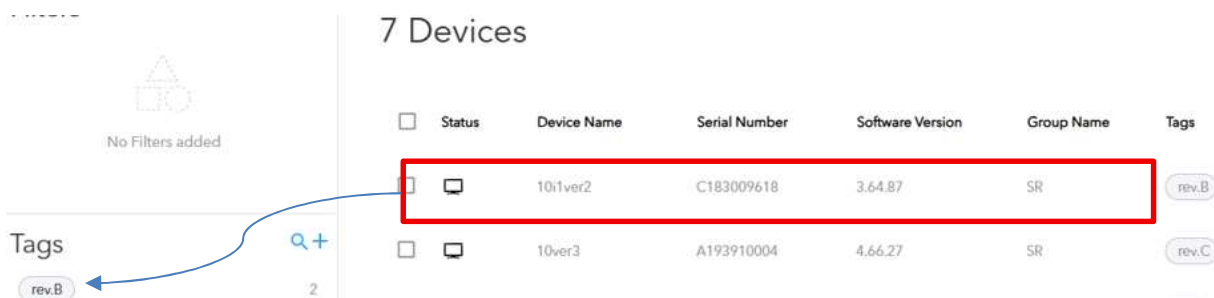 7 Devices
No Filters added
Status Device Name Serial Number Software Version Group Name Tags
10i1ver2 C183009618 3.64.87 SR rev.B
10ver3 A193910004 4.66.27 SR rev.C
Tags
rev.B 2